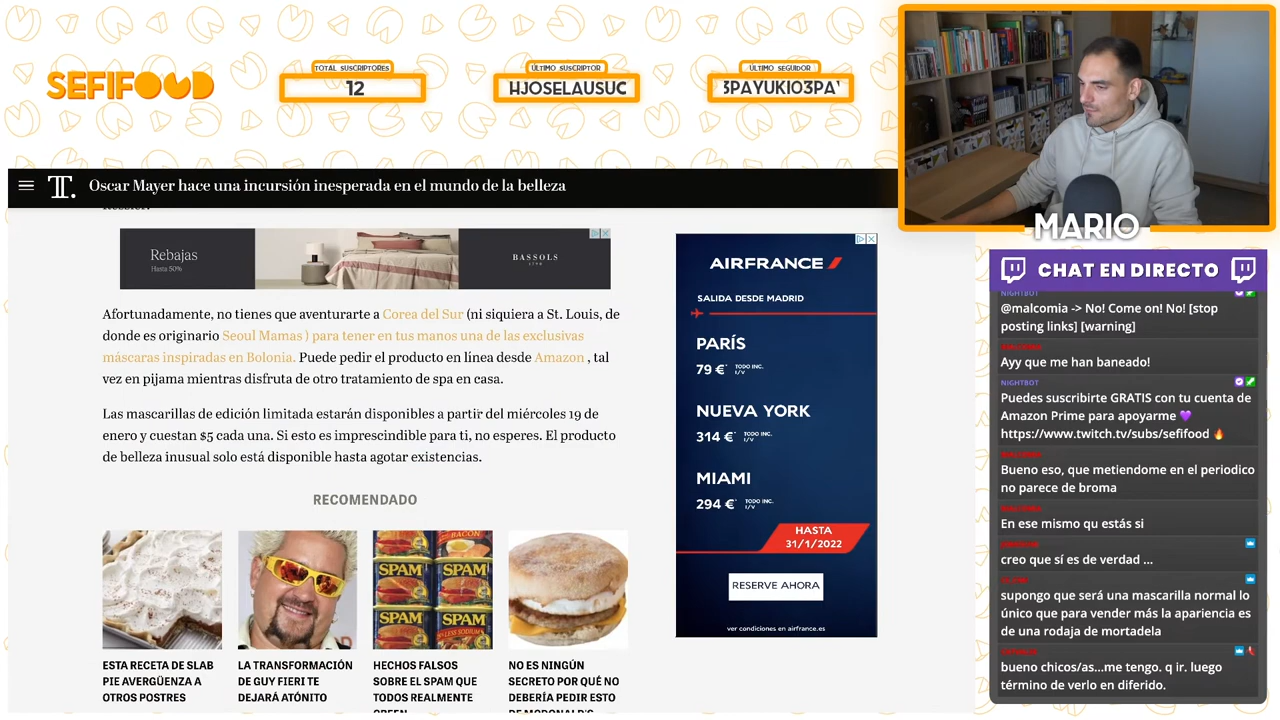 SEFIFOOD
TOTAL SUSCRIPTORES
12
ÚLTIMO SUSCRIPTOR
HJOSELAUSUC
ÚLTIMO SEGUIDOR
3PAYUKIO3PA
T.
Oscar Mayer hace una incursión inesperada en el mundo de la belleza
Rebajas
Hasta 50%
BASSOLS
Afortunadamente, no tienes que aventurarte a Corea del Sur (ni siquiera a St. Louis, de
donde es originario Seoul Mamas ) para tener en tus manos una de las exclusivas
máscaras inspiradas en Bolonia. Puede pedir el producto en línea desde Amazon , tal
vez en pijama mientras disfruta de otro tratamiento de spa en casa.
Las mascarillas de edición limitada estarán disponibles a partir del miércoles 19 de
enero y cuestan $5 cada una. Si esto es imprescindible para ti, no esperes. El producto
de belleza inusual solo está disponible hasta agotar existencias.
RECOMENDADO
BACON
SPAM SPAM
SPAM SPAM
SPAM SPAM
LESS SODIUM
ESTA RECETA DE SLAB
PIE AVERGÜENZA A
OTROS POSTRES
LA TRANSFORMACIÓN
DE GUY FIERI TE
DEJARÁ ATÓNITO
HECHOS FALSOS
SOBRE EL SPAM QUE
TODOS REALMENTE
CREEN
NO ES NINGÚN
SECRETO POR QUÉ NO
DEBERÍA PEDIR ESTO
DE MCDONALD'S
AIRFRANCE
SALIDA DESDE MADRID
PARÍS
79 €* TODO INC. I/V
NUEVA YORK
314 €* TODO INC. I/V
MIAMI
294 €* TODO INC. I/V
HASTA
31/1/2022
RESERVE AHORA
ver condiciones en airfrance.es
MARIO
CHAT EN DIRECTO
NIGHTBOT
@malcomia -> No! Come on! No! [stop
posting links] [warning]
Ayy que me han baneado!
NIGHTBOT
Puedes suscribirte GRATIS con tu cuenta de
Amazon Prime para apoyarme 💜
https://www.twitch.tv/subs/sefifood 🔥
Bueno eso, que metiendome en el periodico
no parece de broma
En ese mismo qu estás si
creo que sí es de verdad ...
supongo que será una mascarilla normal lo
único que para vender más la apariencia es
de una rodaja de mortadela
bueno chicos/as...me tengo. q ir. luego
término de verlo en diferido.